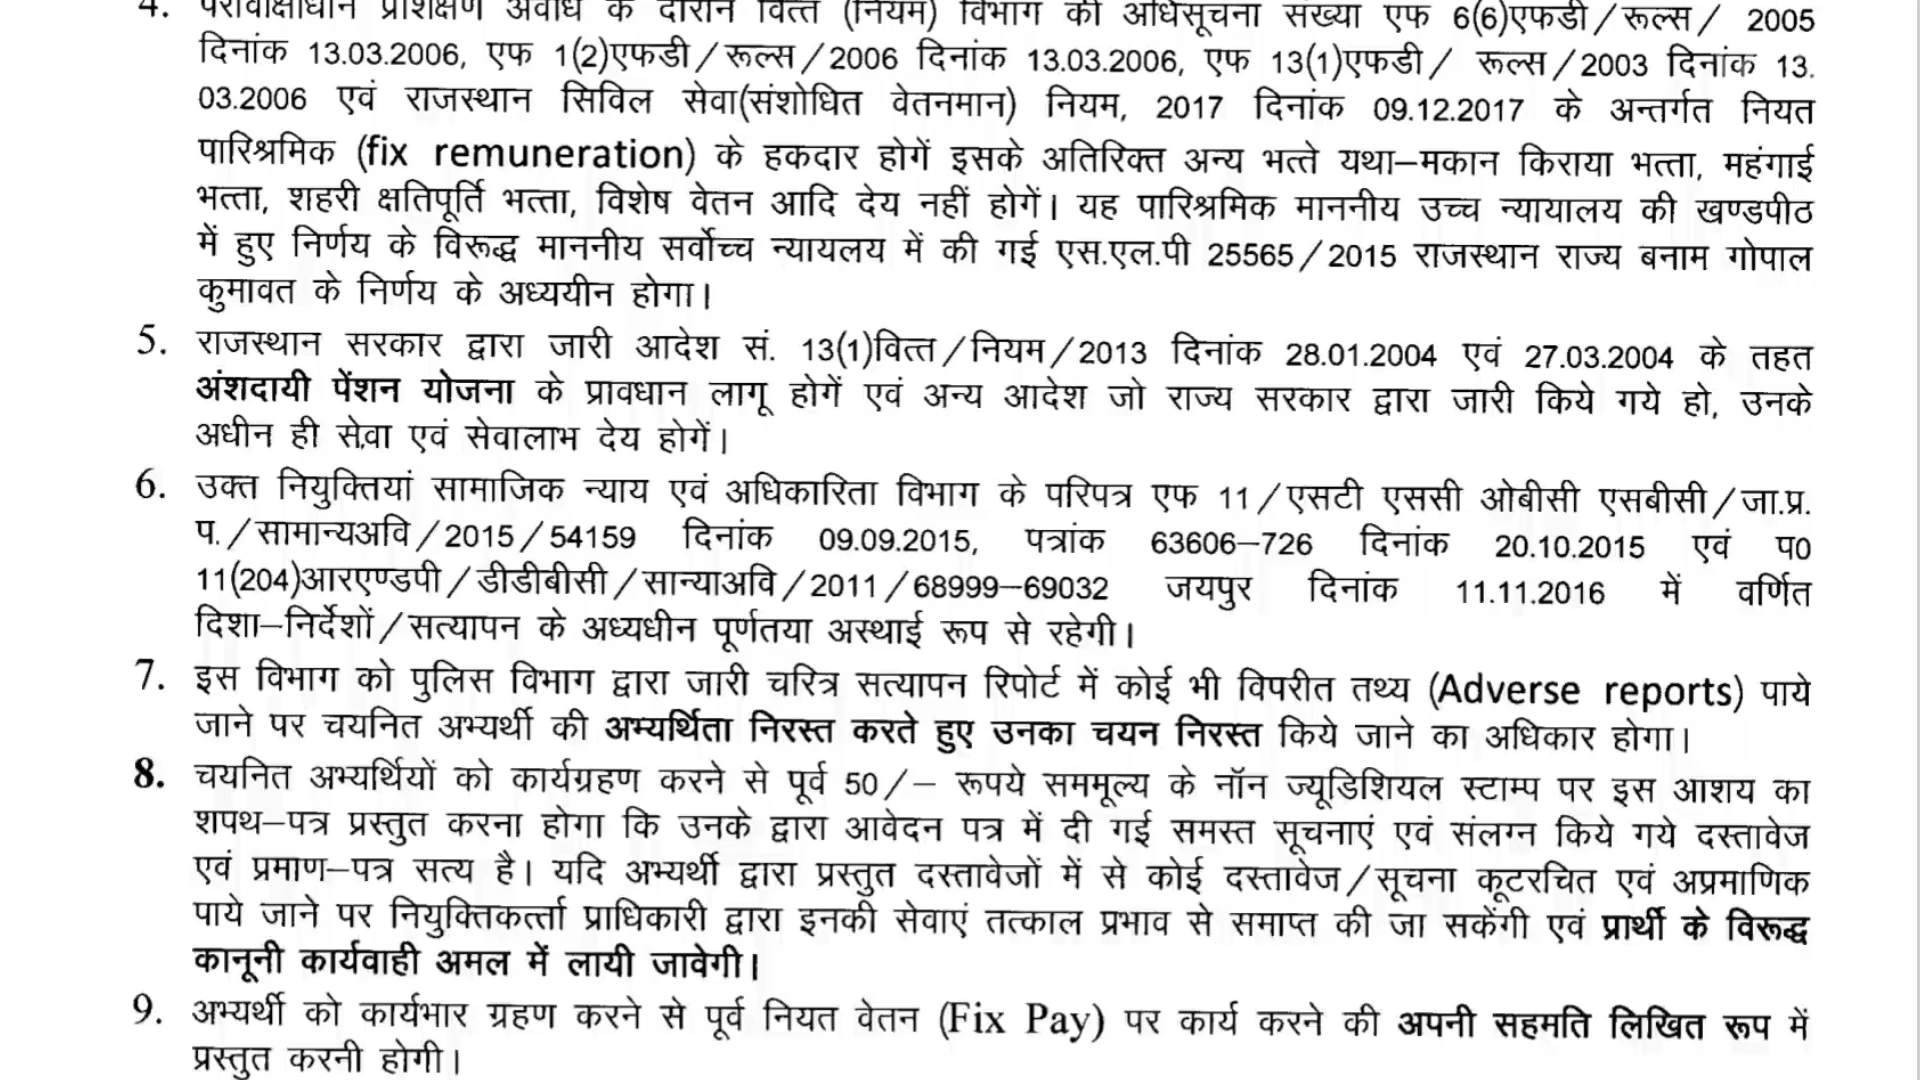 4. परीवीक्षाधीन प्रशिक्षण अवधि के दौरान वित्त (नियम) विभाग की अधिसूचना संख्या एफ 6(6)एफडी/रूल्स/ 2005
दिनांक 13.03.2006, एफ 1(2)एफडी/रूल्स/2006 दिनांक 13.03.2006, एफ 13(1)एफडी/ रूल्स/2003 दिनांक 13.
03.2006 एवं राजस्थान सिविल सेवा(संशोधित वेतनमान) नियम, 2017 दिनांक 09.12.2017 के अन्तर्गत नियत
पारिश्रमिक (fix remuneration) के हकदार होगें इसके अतिरिक्त अन्य भत्ते यथा–मकान किराया भत्ता, महंगाई
भत्ता, शहरी क्षतिपूर्ति भत्ता, विशेष वेतन आदि देय नहीं होगें। यह पारिश्रमिक माननीय उच्च न्यायालय की खण्डपीठ
में हुए निर्णय के विरूद्ध माननीय सर्वोच्च न्यायलय में की गई एस.एल.पी 25565/2015 राजस्थान राज्य बनाम गोपाल
कुमावत के निर्णय के अध्ययीन होगा।
5. राजस्थान सरकार द्वारा जारी आदेश सं. 13(1)वित्त/नियम/2013 दिनांक 28.01.2004 एवं 27.03.2004 के तहत
अंशदायी पेंशन योजना के प्रावधान लागू होगें एवं अन्य आदेश जो राज्य सरकार द्वारा जारी किये गये हो, उनके
अधीन ही सेवा एवं सेवालाभ देय होगें।
6. उक्त नियुक्तियां सामाजिक न्याय एवं अधिकारिता विभाग के परिपत्र एफ 11/एसटी एससी ओबीसी एसबीसी/जा.प्र.
प./सामान्यअवि/2015/54159 दिनांक 09.09.2015, पत्रांक 63606–726 दिनांक 20.10.2015 एवं प0
11(204)आरएण्डपी/डीडीबीसी/सान्याअवि/2011/68999–69032 जयपुर दिनांक 11.11.2016 में वर्णित
दिशा–निर्देशों/सत्यापन के अध्यधीन पूर्णतया अस्थाई रूप से रहेगी।
7. इस विभाग को पुलिस विभाग द्वारा जारी चरित्र सत्यापन रिपोर्ट में कोई भी विपरीत तथ्य (Adverse reports) पाये
जाने पर चयनित अभ्यर्थी की अभ्यर्थिता निरस्त करते हुए उनका चयन निरस्त किये जाने का अधिकार होगा।
8. चयनित अभ्यर्थियों को कार्यग्रहण करने से पूर्व 50/– रूपये सममूल्य के नॉन ज्यूडिशियल स्टाम्प पर इस आशय का
शपथ–पत्र प्रस्तुत करना होगा कि उनके द्वारा आवेदन पत्र में दी गई समस्त सूचनाएं एवं संलग्न किये गये दस्तावेज
एवं प्रमाण–पत्र सत्य है। यदि अभ्यर्थी द्वारा प्रस्तुत दस्तावेजों में से कोई दस्तावेज/सूचना कूटरचित एवं अप्रमाणिक
पाये जाने पर नियुक्तिकर्त्ता प्राधिकारी द्वारा इनकी सेवाएं तत्काल प्रभाव से समाप्त की जा सकेंगी एवं प्रार्थी के विरूद्ध
कानूनी कार्यवाही अमल में लायी जावेगी।
9. अभ्यर्थी को कार्यभार ग्रहण करने से पूर्व नियत वेतन (Fix Pay) पर कार्य करने की अपनी सहमति लिखित रूप में
प्रस्तुत करनी होगी।